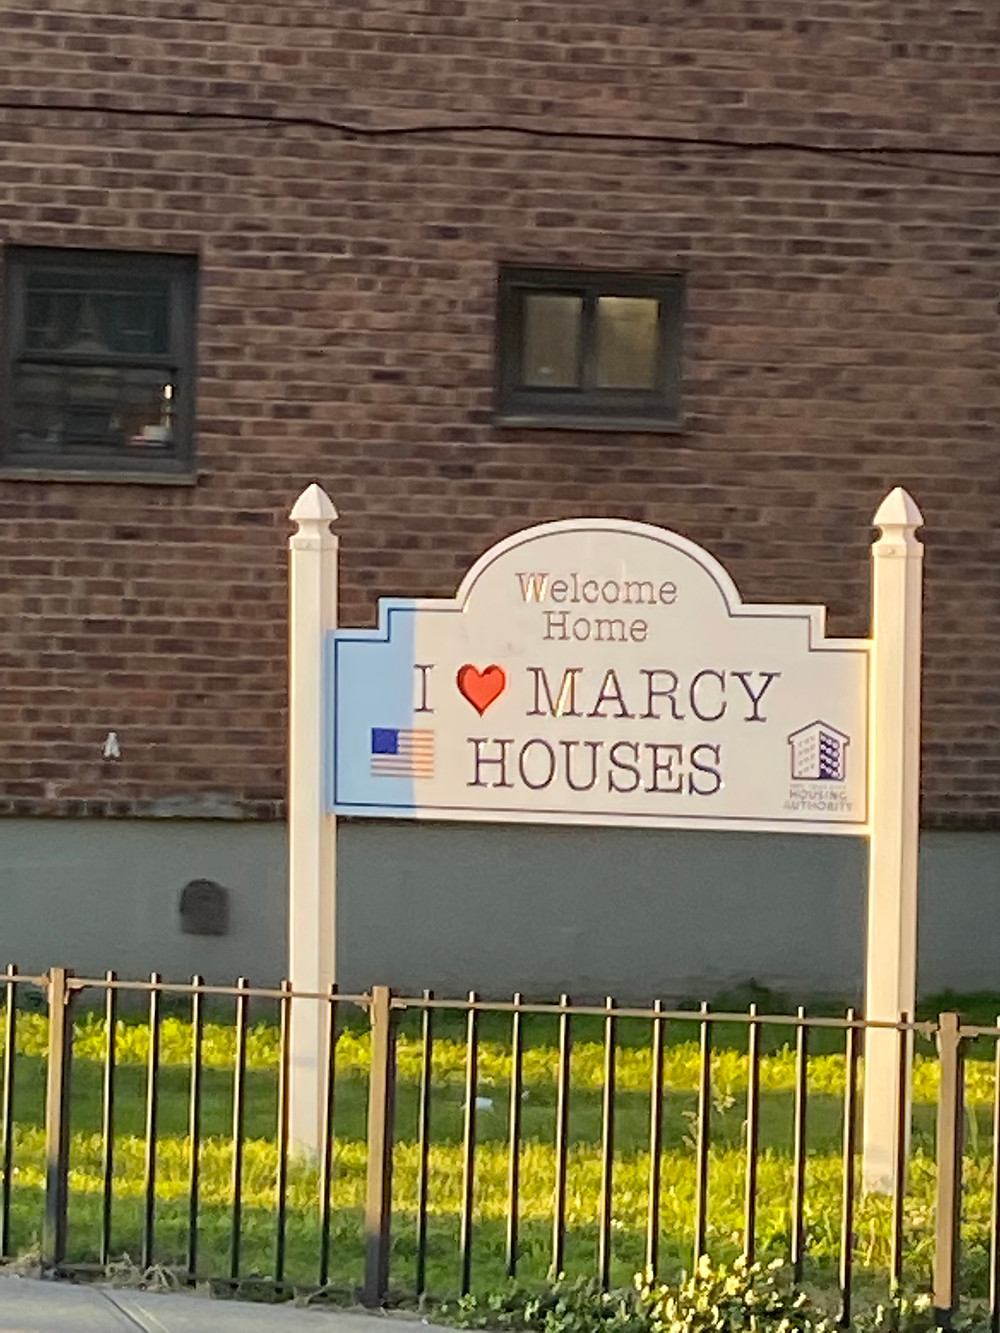 Welcome
Home
I ❤ MARCY
HOUSES
HOUSING
AUTHORITY